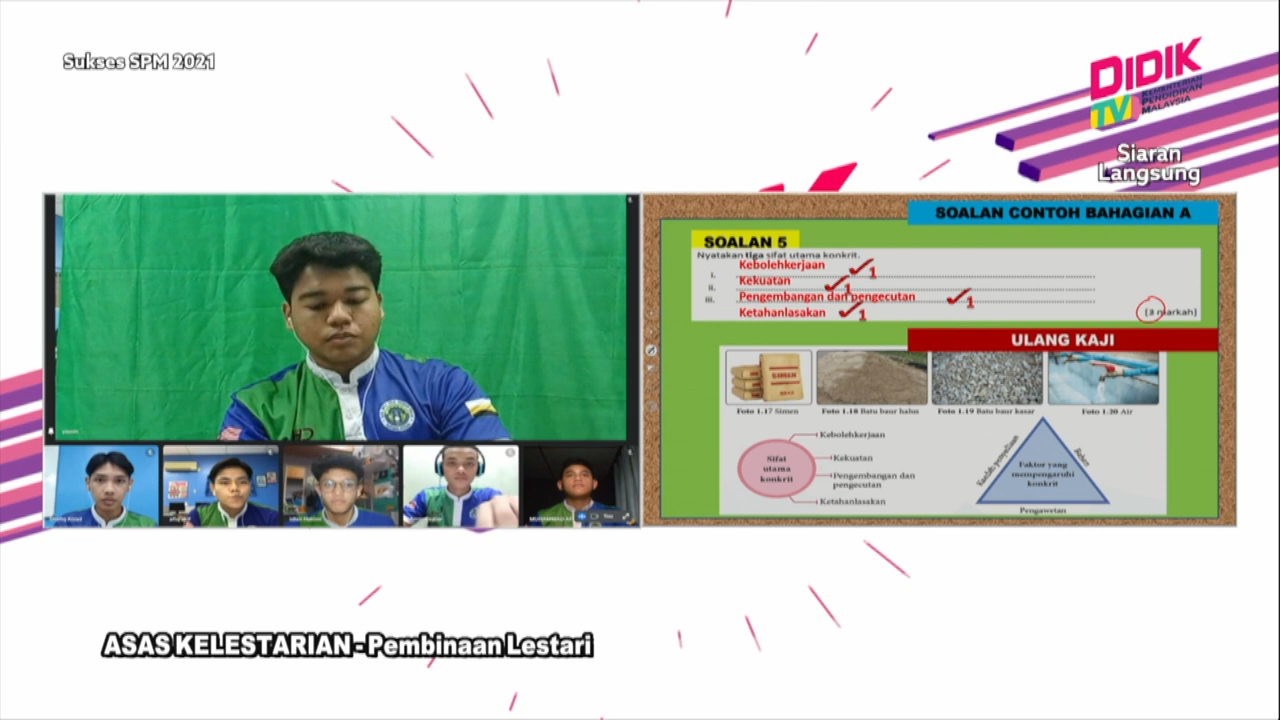 Sukses SPM 2021
DIDIK
TV
KEMENTERIAN
PENDIDIKAN
MALAYSIA
Siaran
Langsung
SOALAN CONTOH BAHAGIAN A
SOALAN 5
Nyatakan tiga sifat utama konkrit.
i. Kebolehkerjaan 1
ii. Kekuatan 1
iii. Pengembangan dan pengecutan 1
Ketahanlasakan 1
[3 markah]
ULANG KAJI
SIMEN
Foto 1.17 Simen
Foto 1.18 Batu baur halus
Foto 1.19 Batu baur kasar
Foto 1.20 Air
Sifat
utama
konkrit
Kebolehkerjaan
Kekuatan
Pengembangan dan
pengecutan
Ketahanlasakan
Faktor yang
mempengaruhi
konkrit
Pengawetan
You
ASAS KELESTARIAN - Pembinaan Lestari